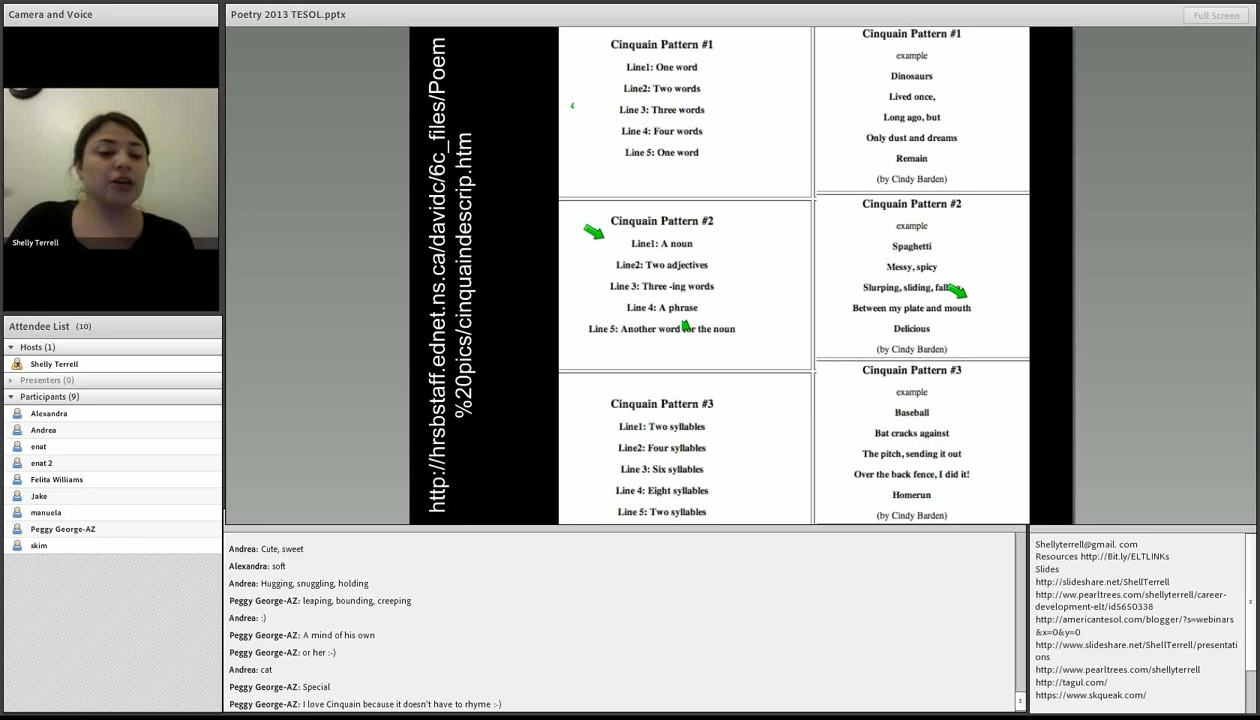 Camera and Voice
Shelly Terrell
Attendee List (10)
Hosts (1)
Shelly Terrell
Presenters (0)
Participants (9)
Alexandra
Andrea
enat
enat 2
Felita Williams
Jake
manuela
Peggy George-AZ
skim
Poetry 2013 TESOL.pptx
Full Screen
http://hrsbstaff.ednet.ns.ca/davidc/6c_files/Poem
%20pics/cinquaindescrip.htm
Cinquain Pattern #1
Line1: One word
Line2: Two words
Line 3: Three words
Line 4: Four words
Line 5: One word
Cinquain Pattern #1
example
Dinosaurs
Lived once,
Long ago, but
Only dust and dreams
Remain
(by Cindy Barden)
Cinquain Pattern #2
Line1: A noun
Line2: Two adjectives
Line 3: Three -ing words
Line 4: A phrase
Line 5: Another word for the noun
Cinquain Pattern #2
example
Spaghetti
Messy, spicy
Slurping, sliding,
Between my plate and mouth
Delicious
(by Cindy Barden)
Cinquain Pattern #3
Line1: Two syllables
Line2: Four syllables
Line 3: Six syllables
Line 4: Eight syllables
Line 5: Two syllables
Cinquain Pattern #3
example
Baseball
Bat cracks against
The pitch, sending it out
Over the back fence, I did it!
Homerun
(by Cindy Barden)
Andrea: Cute, sweet
Alexandra: soft
Andrea: Hugging, snuggling, holding
Peggy George-AZ: leaping, bounding, creeping
Andrea: :)
Peggy George-AZ: A mind of his own
Peggy George-AZ: or her :-)
Andrea: cat
Peggy George-AZ: Special
Peggy George-AZ: I love Cinquain because it doesn't have to rhyme :-)
Shellyterrell@gmail. com
Resources http://Bit.ly/ELTLINKs
Slides
http://slideshare.net/ShellTerrell
http://ww.pearltrees.com/shellyterrell/career-
development-elt/id5650338
http://americantesol.com/blogger/?s=webinars
&x=0&y=0
http://www.slideshare.net/ShellTerrell/presentati
ons
http://www.pearltrees.com/shellyterrell
http://tagul.com/
https://www.skqueak.com/